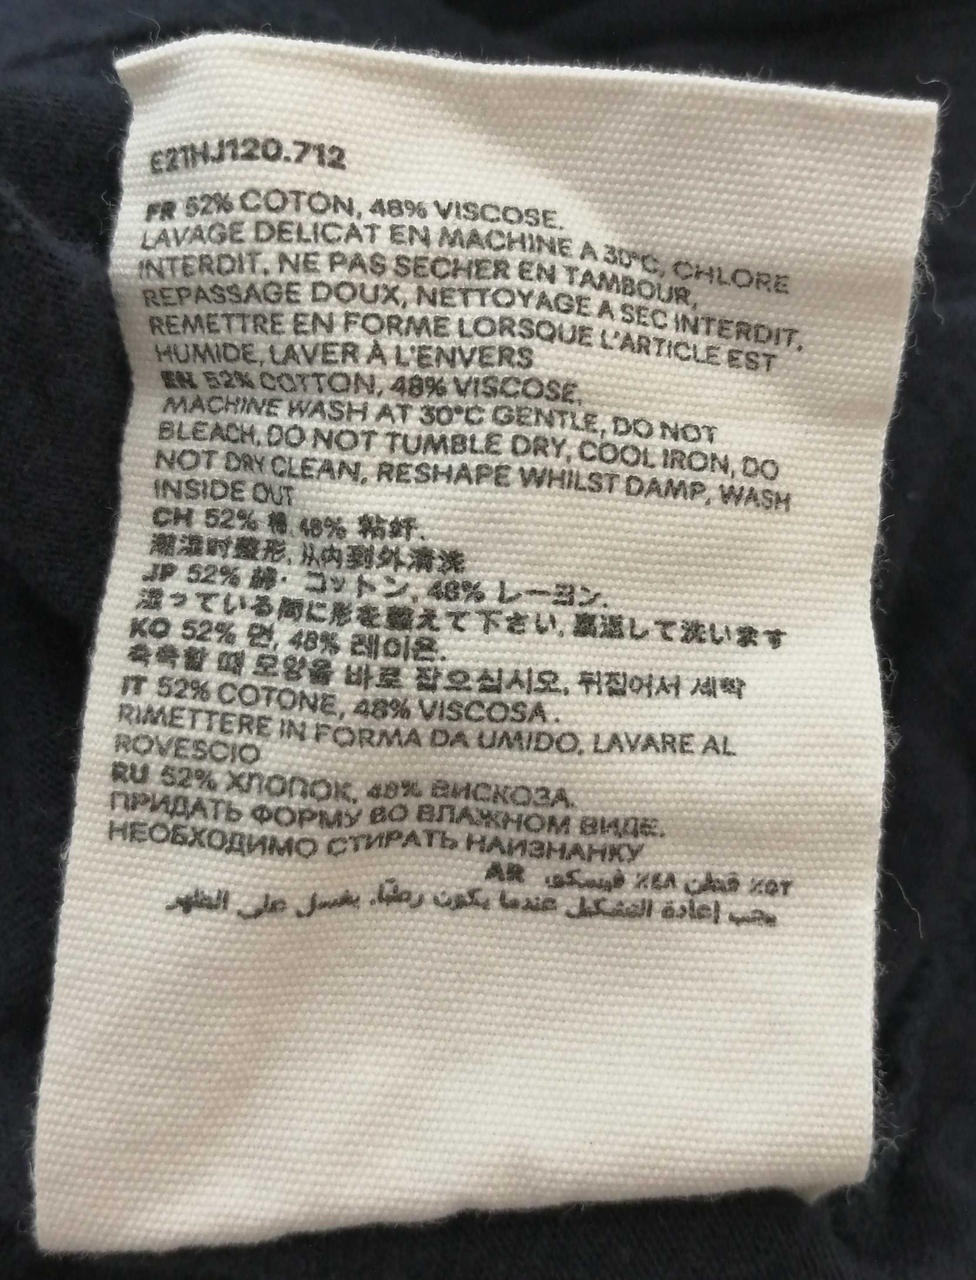 E21HJ120.712
FR 52% COTON, 48% VISCOSE.
LAVAGE DELICAT EN MACHINE A 30°C, CHLORE
INTERDIT, NE PAS SECHER EN TAMBOUR,
REPASSAGE DOUX, NETTOYAGE A SEC INTERDIT,
REMETTRE EN FORME LORSQUE L'ARTICLE EST
HUMIDE, LAVER À L'ENVERS
EN 52% COTTON, 48% VISCOSE.
MACHINE WASH AT 30°C GENTLE, DO NOT
BLEACH, DO NOT TUMBLE DRY, COOL IRON, DO
NOT DRY CLEAN, RESHAPE WHILST DAMP, WASH
INSIDE OUT
CH 52% 棉, 48% 粘纤.
潮湿时整形, 从内到外清洗
JP 52% 綿・コットン, 48% レーヨン.
湿っている間に形を整えて下さい, 裏返して洗います
KO 52% 면, 48% 레이온.
축축할 때 모양을 바로 잡으십시오, 뒤집어서 세탁
IT 52% COTONE, 48% VISCOSA.
RIMETTERE IN FORMA DA UMIDO, LAVARE AL
ROVESCIO
RU 52% ХЛОПОК, 48% ВИСКОЗА.
ПРИДАТЬ ФОРМУ ВО ВЛАЖНОМ ВИДЕ.
НЕОБХОДИМО СТИРАТЬ НАИЗНАНКУ
٥٢٪ قطن ٤٨٪ فيسكو. AR
يجب إعادة التشكيل عندما يكون رطبًا. يغسل على الظهر